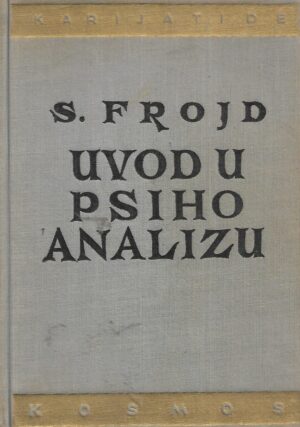 KARIJATIDE
S. FROJD
UVOD U
PSIHO
ANALIZU
KOSMOS